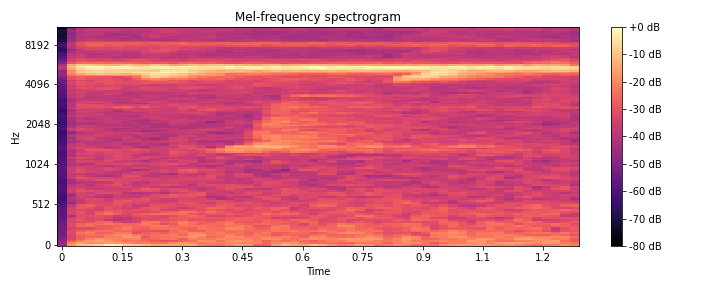 Mel-frequency spectrogram
8192
4096
2048
1024
512
0
Hz
0
0.15
0.3
0.45
0.6
0.75
0.9
1.1
1.2
Time
+0 dB
-10 dB
-20 dB
-30 dB
-40 dB
-50 dB
-60 dB
-70 dB
-80 dB